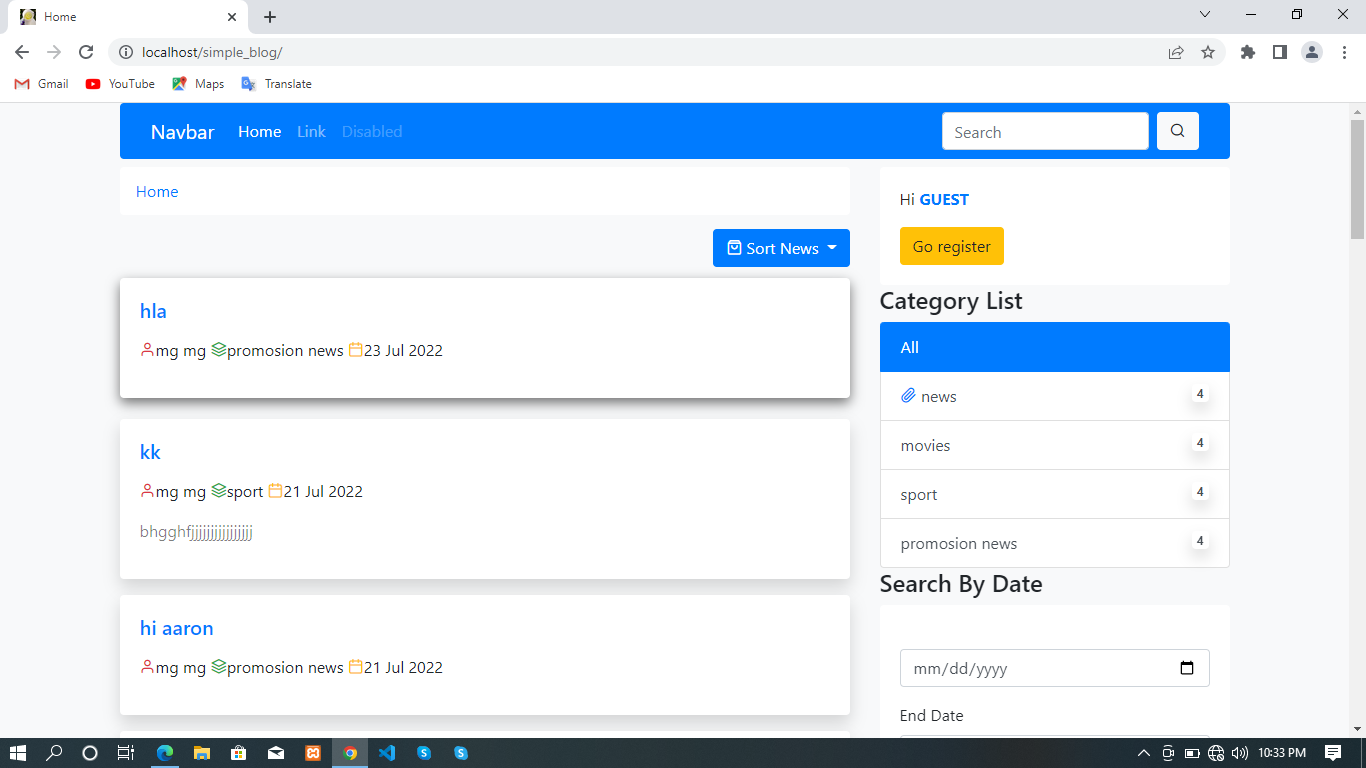 Home
localhost/simple_blog/
Gmail YouTube Maps Translate
Navbar Home Link Disabled Search
Home
Sort News
hla
mg mg promosion news 23 Jul 2022
kk
mg mg sport 21 Jul 2022
bhgghfjjjjjjjjjjjjjjjj
hi aaron
mg mg promosion news 21 Jul 2022
Hi GUEST
Go register
Category List
All
news 4
movies 4
sport 4
promosion news 4
Search By Date
mm/dd/yyyy
End Date
10:33 PM